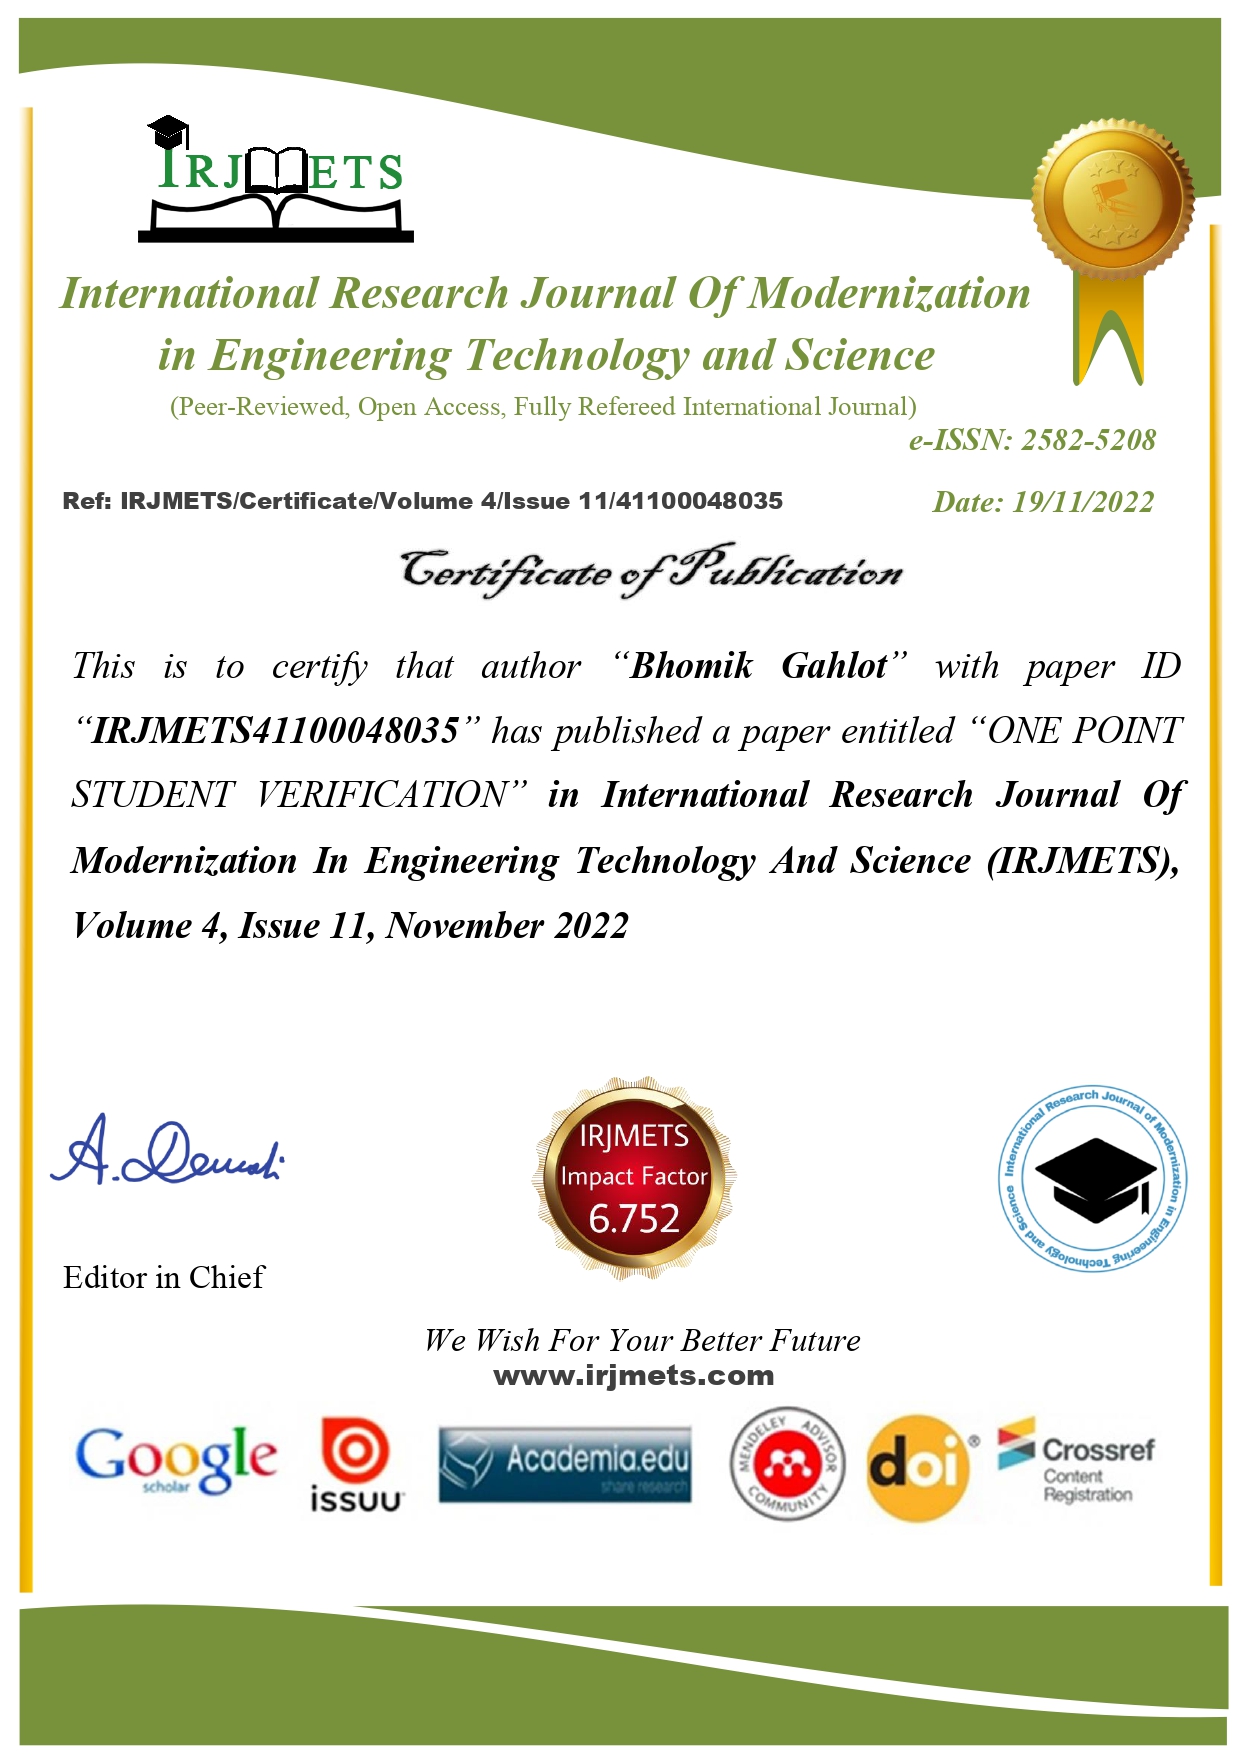 IRJMETS
International Research Journal Of Modernization
in Engineering Technology and Science
(Peer-Reviewed, Open Access, Fully Refereed International Journal)
e-ISSN: 2582-5208
Ref: IRJMETS/Certificate/Volume 4/Issue 11/41100048035
Date: 19/11/2022
Certificate of Publication
This is to certify that author “Bhomik Gahlot” with paper ID
“IRJMETS41100048035” has published a paper entitled “ONE POINT
STUDENT VERIFICATION” in International Research Journal Of
Modernization In Engineering Technology And Science (IRJMETS),
Volume 4, Issue 11, November 2022
IRJMETS
Impact Factor
6.752
International Research Journal of Modernization in Engineering Technology and Science
Editor in Chief
We Wish For Your Better Future
www.irjmets.com
Google
scholar
issuu
Academia.edu
share research
MENDELEY ADVISOR
COMMUNITY
doi®
Crossref
Content
Registration